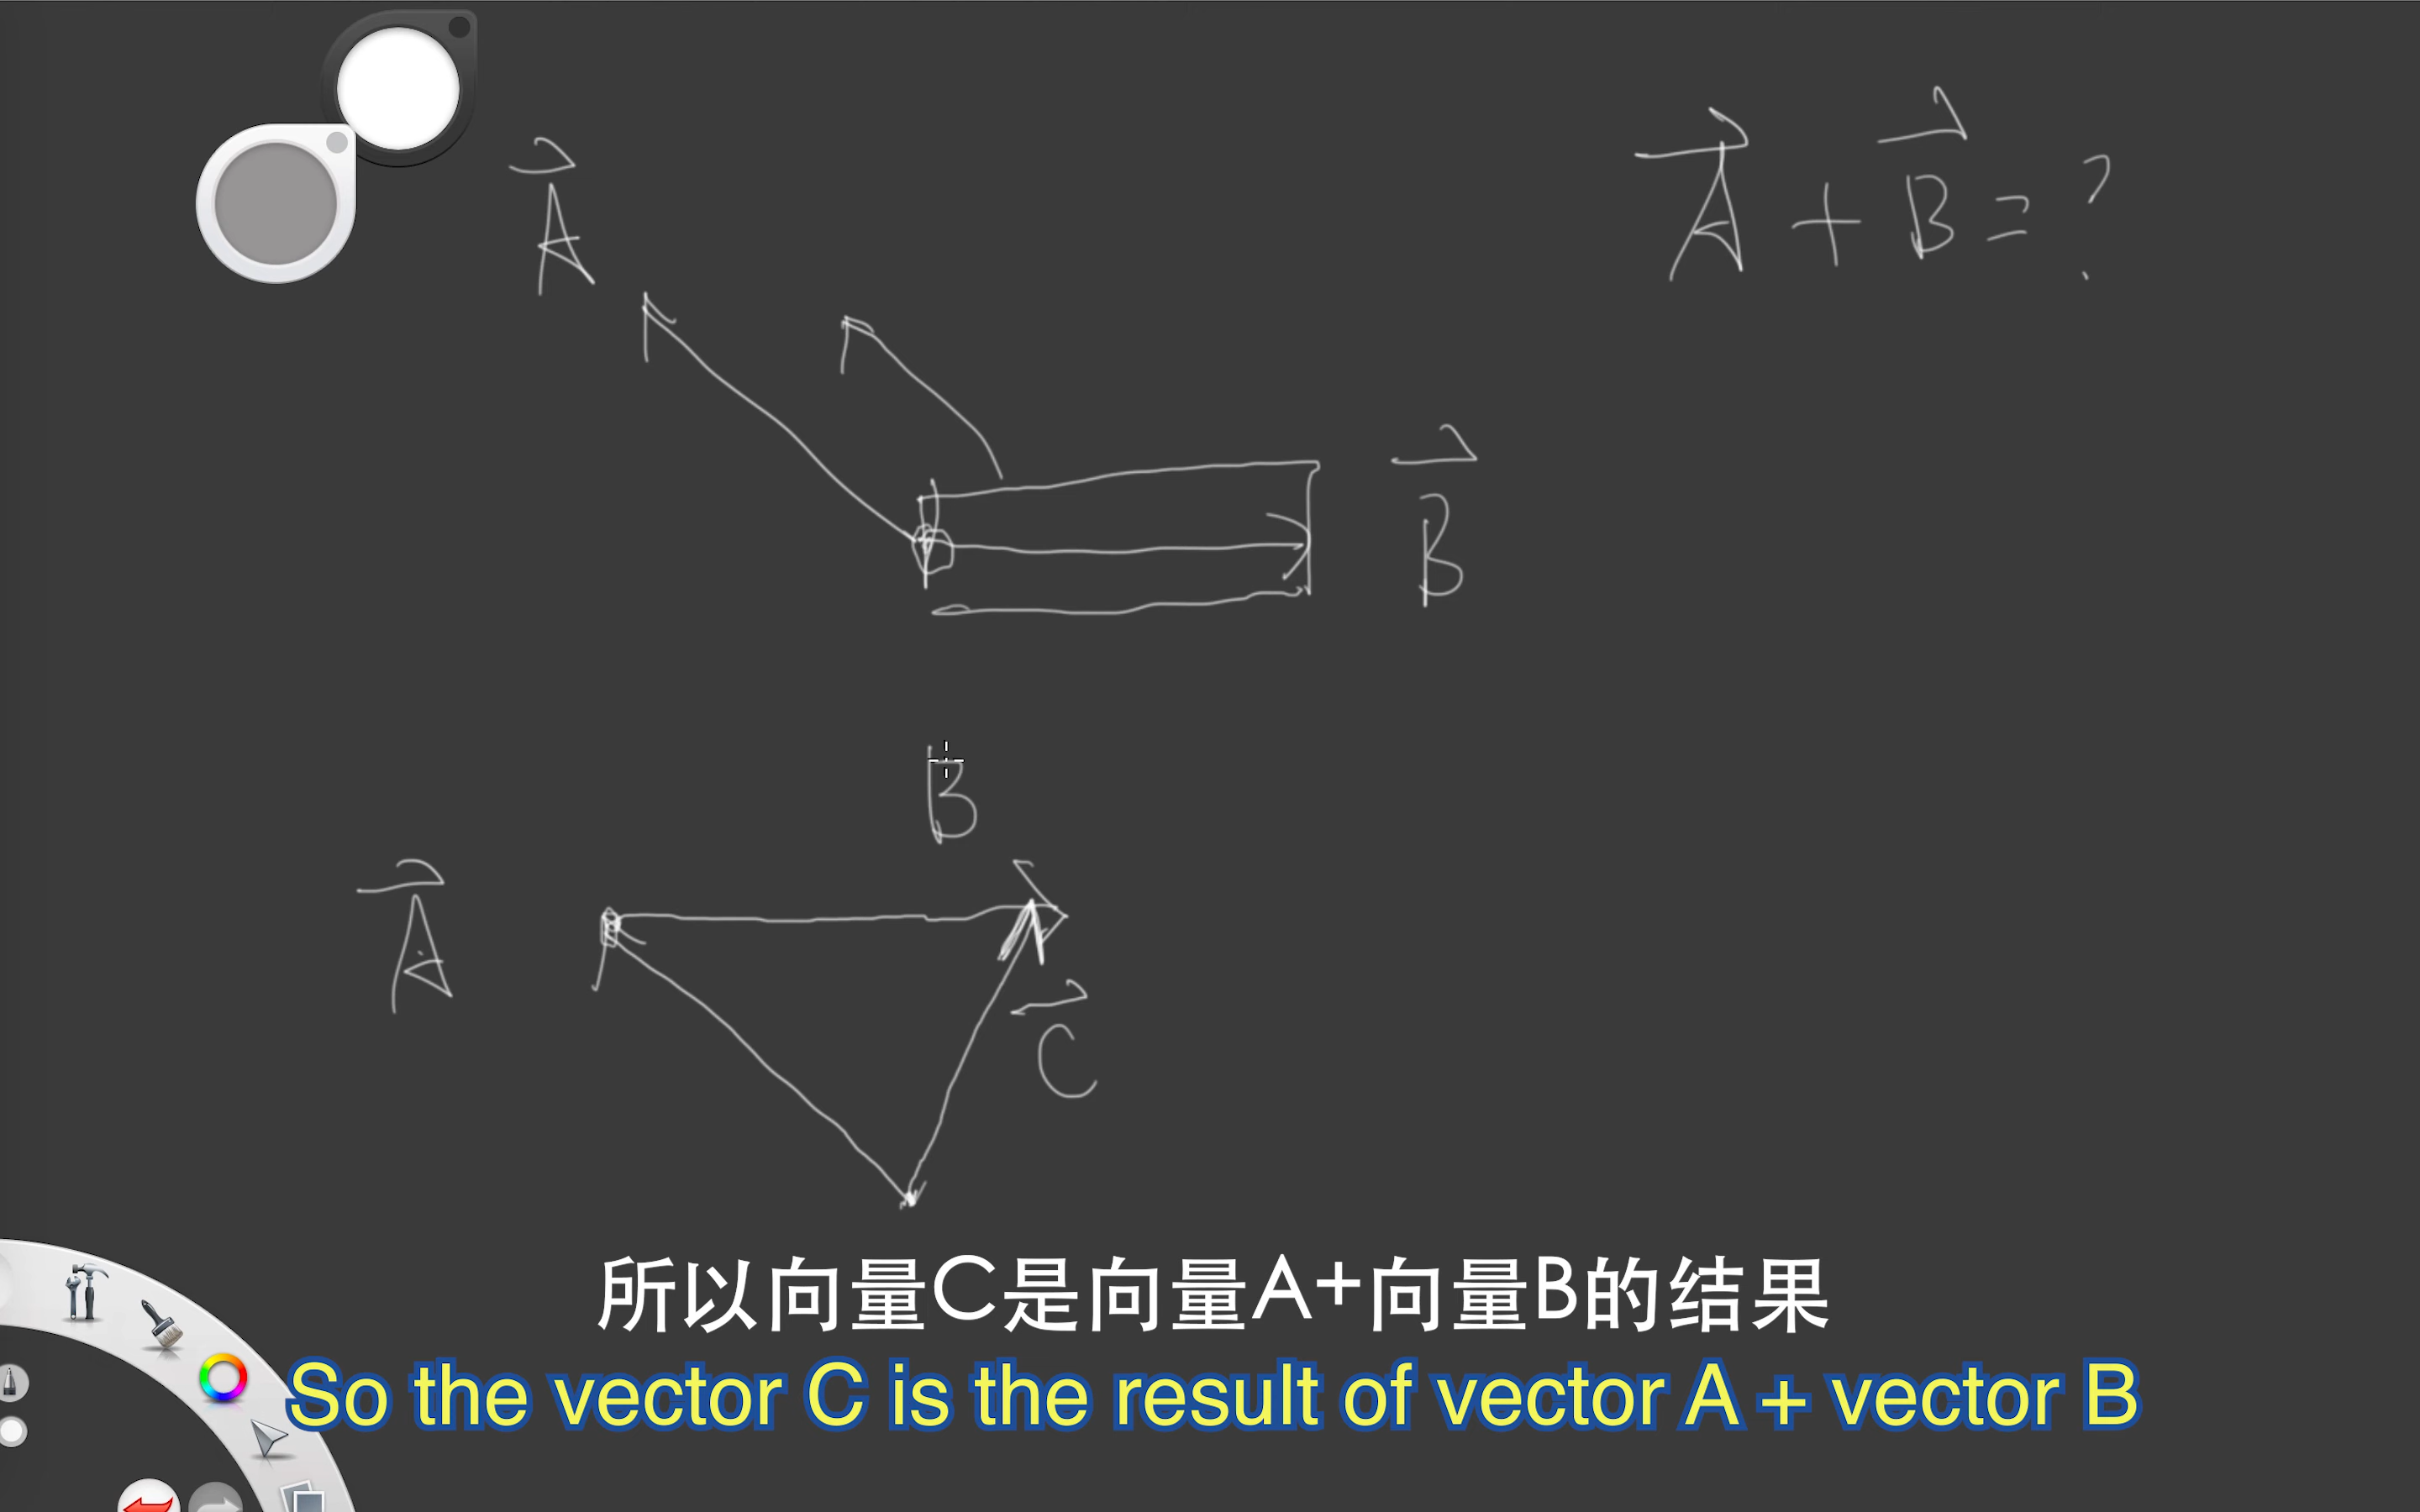 A
A + B = ?
B
B
A
C
所以向量C是向量A+向量B的结果
So the vector C is the result of vector A + vector B